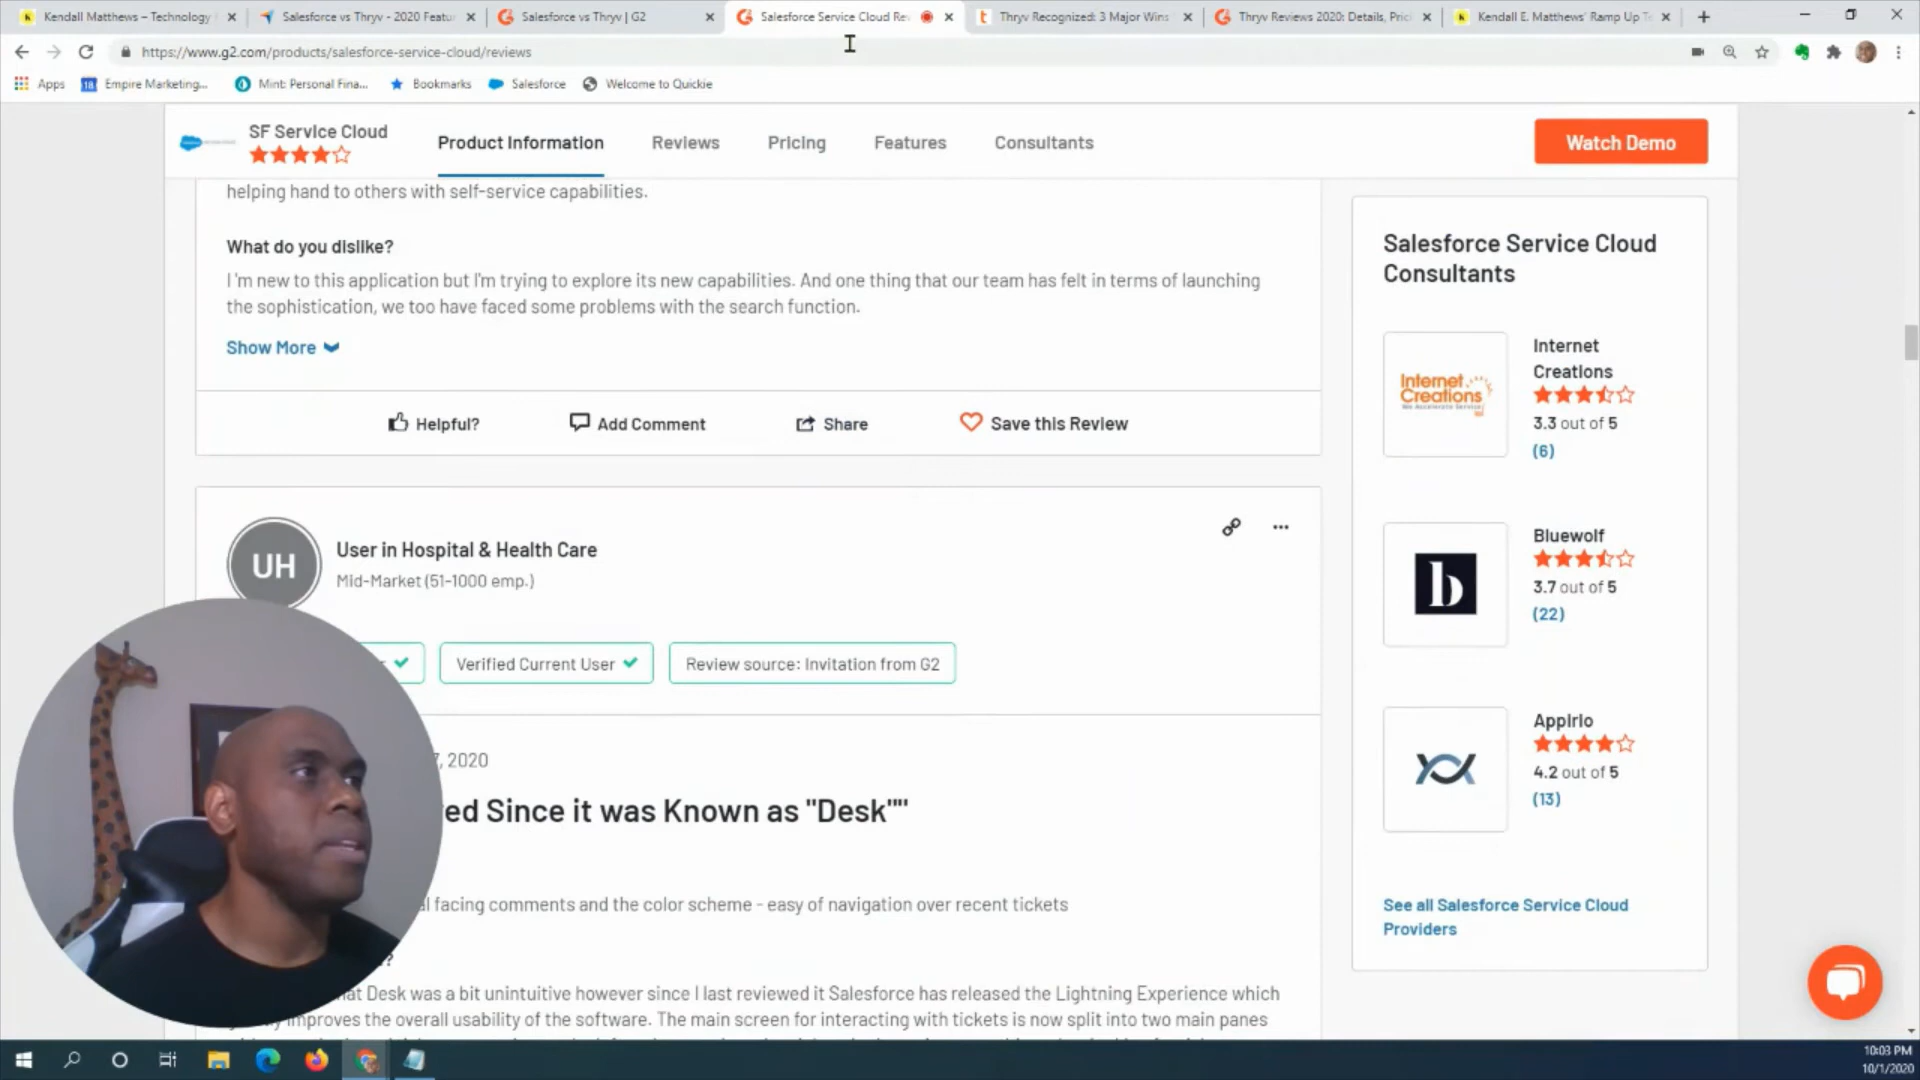 Kendall Matthews – Technology
Salesforce vs Thryv - 2020 Featu
Salesforce vs Thryv | G2
Salesforce Service Cloud Rev
Thryv Recognized: 3 Major Wins
Thryv Reviews 2020: Details, Pric
Kendall E. Matthews' Ramp Up T
https://www.g2.com/products/salesforce-service-cloud/reviews
Apps
18
Empire Marketing...
Mint: Personal Fina...
Bookmarks
Salesforce
Welcome to Quickie
SF Service Cloud
Product Information
Reviews
Pricing
Features
Consultants
Watch Demo
helping hand to others with self-service capabilities.
What do you dislike?
I 'm new to this application but I'm trying to explore its new capabilities. And one thing that our team has felt in terms of launching
the sophistication, we too have faced some problems with the search function.
Show More
Helpful?
Add Comment
Share
Save this Review
UH
User in Hospital & Health Care
Mid-Market (51-1000 emp.)
Verified Current User
Review source: Invitation from G2
7, 2020
ed Since it was Known as "Desk""
facing comments and the color scheme - easy of navigation over recent tickets
?
at Desk was a bit unintuitive however since I last reviewed it Salesforce has released the Lightning Experience which
improves the overall usability of the software. The main screen for interacting with tickets is now split into two main panes
Salesforce Service Cloud
Consultants
Internet
Creations
We Accelerate Service
Internet
Creations
3.3 out of 5
(6)
b
Bluewolf
3.7 out of 5
(22)
Appirio
4.2 out of 5
(13)
See all Salesforce Service Cloud
Providers
10:03 PM
10/1/2020